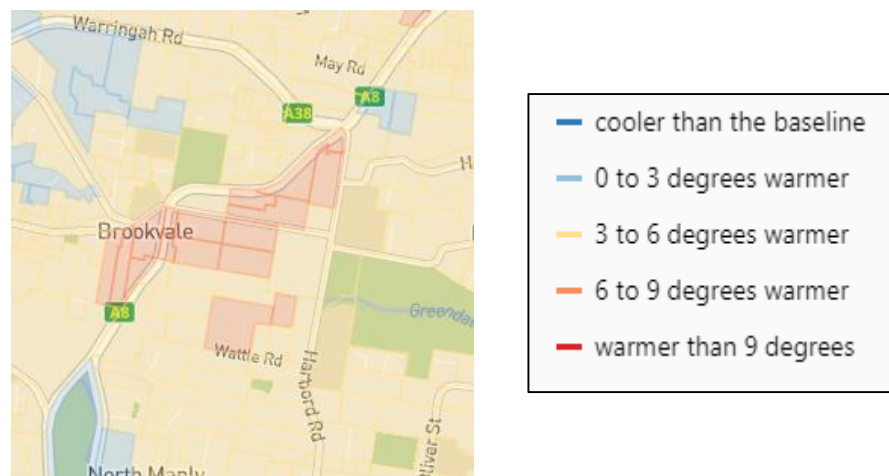 Warringah Rd
May Rd
A8
A38
Brookvale
A8
Greendal
Wattle Rd
Harbord Rd
Oliver St
North Manly
cooler than the baseline
0 to 3 degrees warmer
3 to 6 degrees warmer
6 to 9 degrees warmer
warmer than 9 degrees